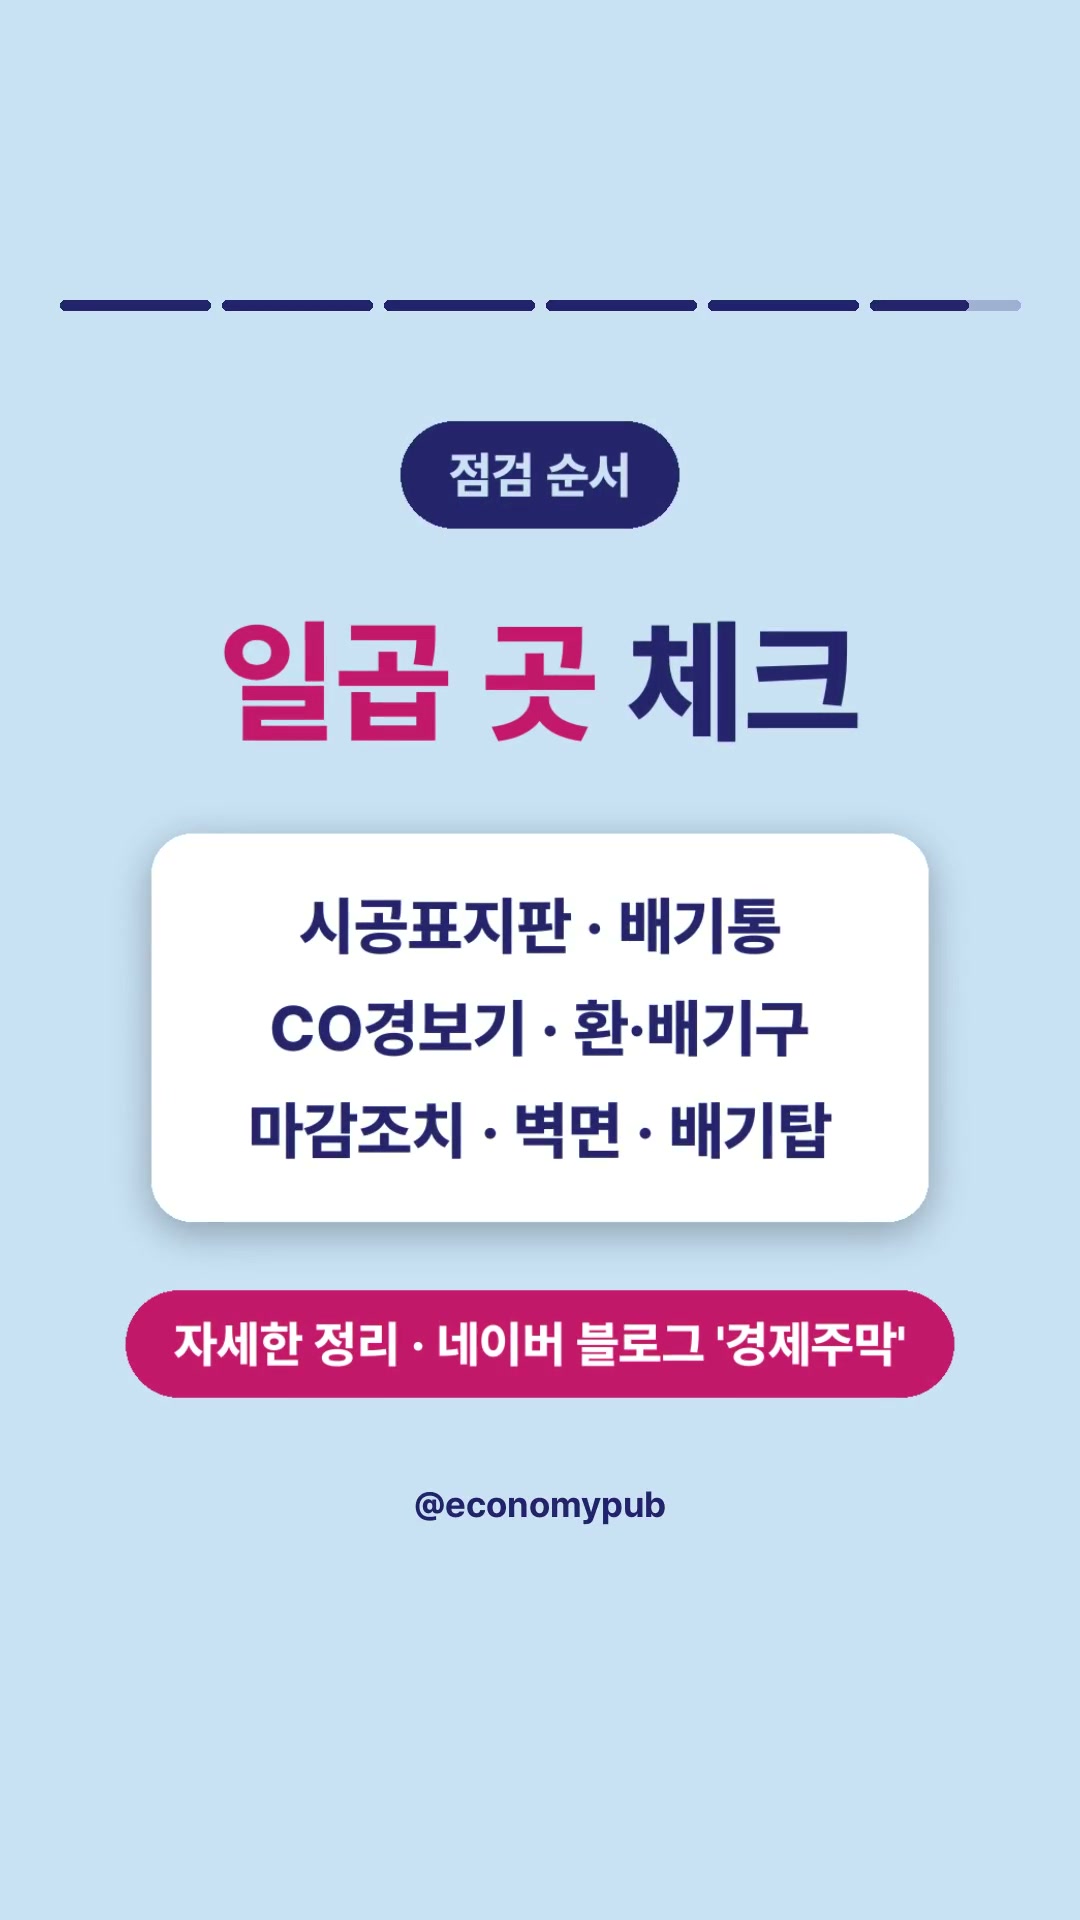 점검 순서
일곱 곳 체크
시공표지판 · 배기통
CO경보기 · 환·배기구
마감조치 · 벽면 · 배기탑
자세한 정리 · 네이버 블로그 '경제주막'
@economypub